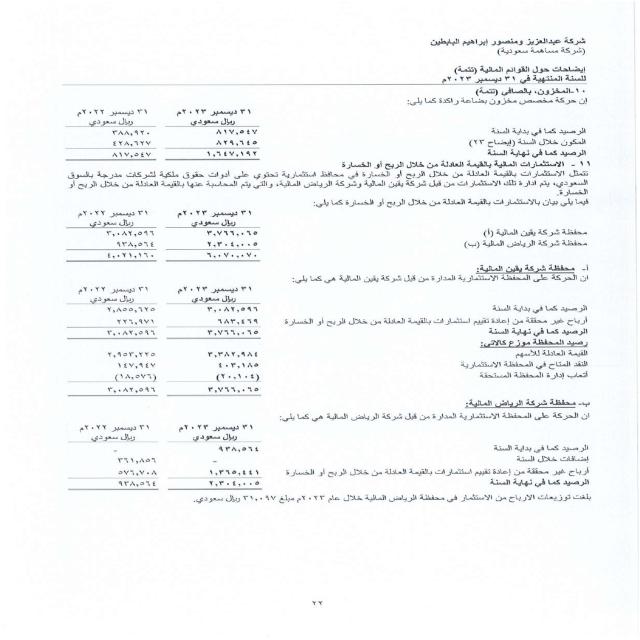 شركة عبدالعزيز ومنصور إبراهيم البابطين
(شركة مساهمة سعودية)
إيضاحات حول القوائم المالية (تتمة)
للسنة المنتهية في ٣١ ديسمبر ٢٠٢٣م
١٠- المخزون، بالصافي (تتمة)
إن حركة مخصص مخزون بضاعة راكدة كما يلي:
٣١ ديسمبر ٢٠٢٣م ٣١ ديسمبر ٢٠٢٢م
ريال سعودي ريال سعودي
الرصيد كما في بداية السنة ٨١٧,٥٤٧ ٣٨٨,٩٢٠
المكون خلال السنة (إيضاح ٢٣) ٨٢٩,٦٤٥ ٤٢٨,٦٢٧
الرصيد كما في نهاية السنة ١,٦٤٧,١٩٢ ٨١٧,٥٤٧
١١ - الاستثمارات المالية بالقيمة العادلة من خلال الربح أو الخسارة
تتمثل الاستثمارات بالقيمة العادلة من خلال الربح أو الخسارة في محافظ استثمارية تحتوي على أدوات حقوق ملكية لشركات مدرجة بالسوق
السعودي، يتم ادارة تلك الاستثمارات من قبل شركة يقين المالية وشركة الرياض المالية، والتي يتم المحاسبة عنها بالقيمة العادلة من خلال الربح أو
الخسارة.
فيما يلي بيان بالاستثمارات بالقيمة العادلة من خلال الربح أو الخسارة كما يلي:
٣١ ديسمبر ٢٠٢٣م ٣١ ديسمبر ٢٠٢٢م
ريال سعودي ريال سعودي
محفظة شركة يقين المالية (أ) ٣,٧٦٦,٠٦٥ ٣,٠٨٢,٥٩٦
محفظة شركة الرياض المالية (ب) ٢,٣٠٤,٠٠٥ ٩٣٨,٥٦٤
٦,٠٧٠,٠٧٠ ٤,٠٢١,١٦٠
أ- محفظة شركة يقين المالية:
ان الحركة على المحفظة الاستثمارية المدارة من قبل شركة يقين المالية هي كما يلي:
٣١ ديسمبر ٢٠٢٣م ٣١ ديسمبر ٢٠٢٢م
ريال سعودي ريال سعودي
الرصيد كما في بداية السنة ٣,٠٨٢,٥٩٦ ٢,٨٠٠,٦٢٥
أرباح غير محققة من إعادة تقييم استثمارات بالقيمة العادلة من خلال الربح أو الخسارة ٦٨٣,٤٦٩ ٢٢٦,٩٧١
الرصيد كما في نهاية السنة ٣,٧٦٦,٠٦٥ ٣,٠٨٢,٥٩٦
رصيد المحفظة موزع كالاتي:
القيمة العادلة للأسهم ٣,٣٨٢,٩٨٤ ٢,٩٥٣,٢٢٥
النقد المتاح في المحفظة الاستثمارية ٤٠٣,١٨٥ ١٤٧,٩٤٧
أتعاب إدارة المحفظة المستحقة (٢٠,١٠٤) (١٨,٥٧٦)
٣,٧٦٦,٠٦٥ ٣,٠٨٢,٥٩٦
ب- محفظة شركة الرياض المالية:
ان الحركة على المحفظة الاستثمارية المدارة من قبل شركة الرياض المالية هي كما يلي:
٣١ ديسمبر ٢٠٢٣م ٣١ ديسمبر ٢٠٢٢م
ريال سعودي ريال سعودي
الرصيد كما في بداية السنة ٩٣٨,٥٦٤ -
إضافات خلال السنة - ٣٦١,٨٥٦
أرباح غير محققة من إعادة تقييم استثمارات بالقيمة العادلة من خلال الربح أو الخسارة ١,٣٦٥,٤٤١ ٥٧٦,٧٠٨
الرصيد كما في نهاية السنة ٢,٣٠٤,٠٠٥ ٩٣٨,٥٦٤
بلغت توزيعات الارباح من الاستثمار في محفظة الرياض المالية خلال عام ٢٠٢٣م مبلغ ٣١,٠٩٧ ريال سعودي.
٢٢